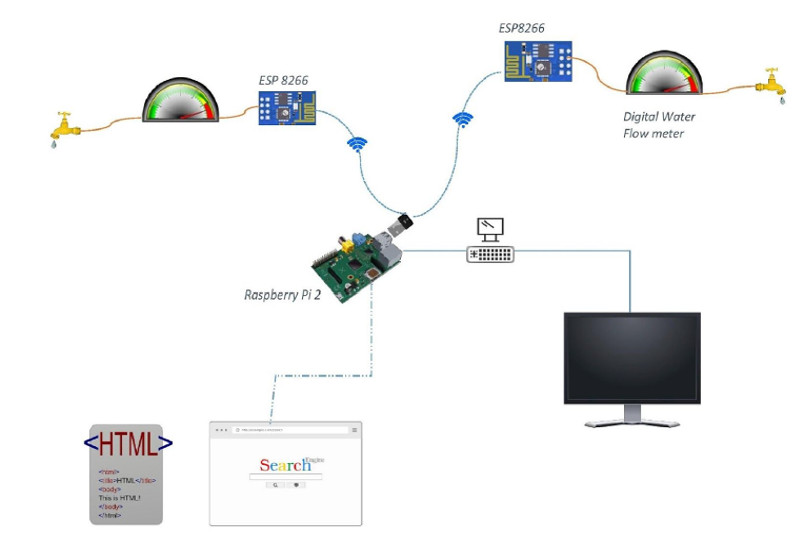 ESP8266
ESP 8266
Digital Water
Flow meter
Raspberry Pi 2
<HTML>
<html>
<title>HTML</title>
<body>
This is HTML!
</body>
</html>
Search Engine